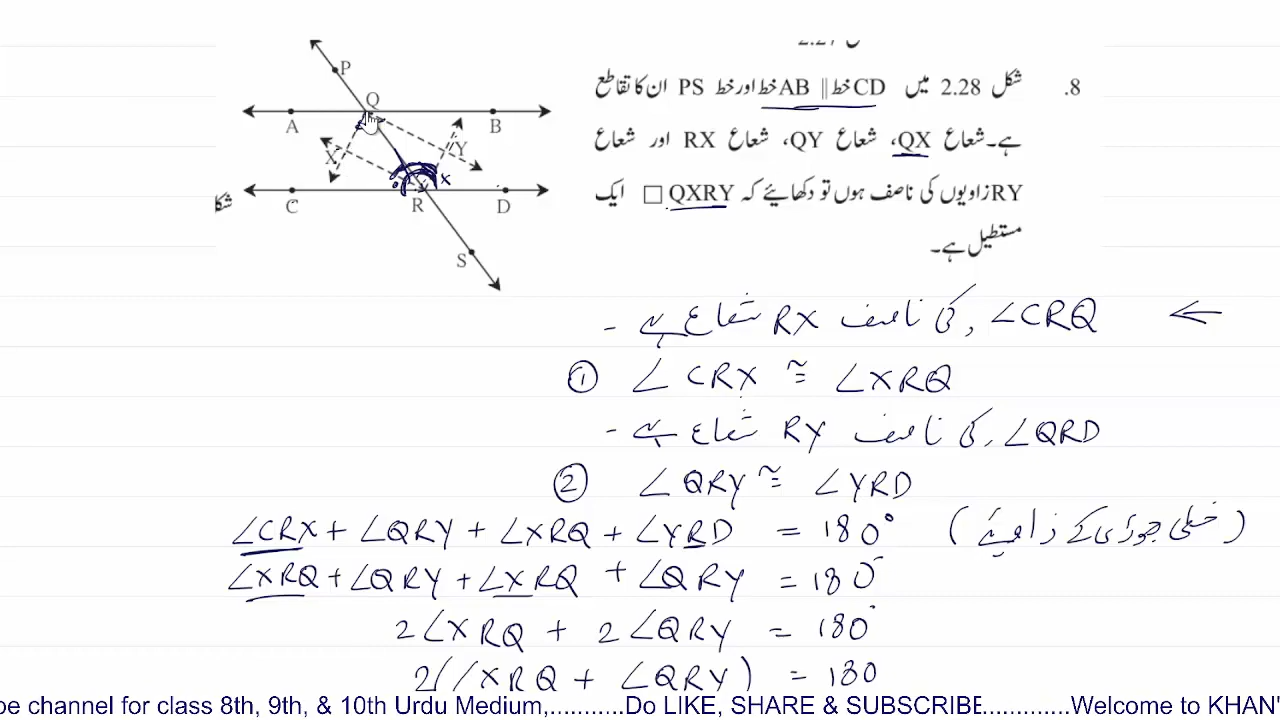 P
Q
A
B
X
Y
x
C
R
D
S
8. شکل 2.28 میں خط AB || خط CD اور خط PS ان کا تقاطع
ہے۔ شعاع QX، شعاع QY، شعاع RX اور شعاع
RY زاویوں کی ناصف ہوں تو دکھائیے کہ □ QXRY ایک
مستطیل ہے۔
شکل
← ∠CRQ کی ناصف RX شعاع ہے -
① ∠CRX ≅ ∠XRQ
∠QRD کی ناصف RY شعاع ہے -
② ∠QRY ≅ ∠YRD
∠CRX + ∠QRY + ∠XRQ + ∠YRD = 180° (خطی جوڑی کے زاویے)
∠XRQ + ∠QRY + ∠XRQ + ∠QRY = 180°
2∠XRQ + 2∠QRY = 180°
2(∠XRQ + ∠QRY) = 180
be channel for class 8th, 9th, & 10th Urdu Medium,..........Do LIKE, SHARE & SUBSCRIBE.............Welcome to KHAN'